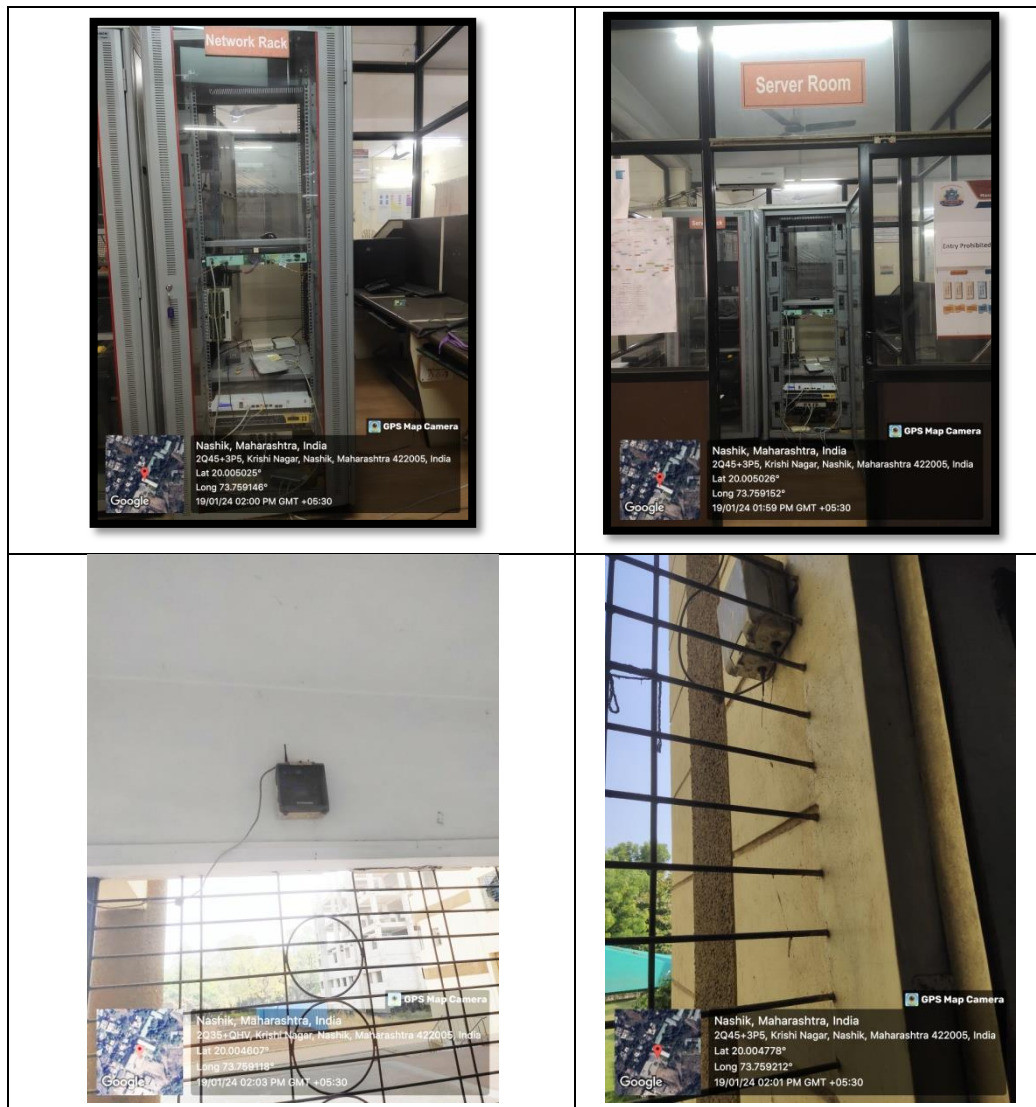 Network Rack
GPS Map Camera
Nashik, Maharashtra, India
2Q45+3P5, Krishi Nagar, Nashik, Maharashtra 422005, India
Lat 20.005025°
Long 73.759146°
19/01/24 02:00 PM GMT +05:30
Google
Server Room
Entry Prohibited
GPS Map Camera
Nashik, Maharashtra, India
2Q45+3P5, Krishi Nagar, Nashik, Maharashtra 422005, India
Lat 20.005026°
Long 73.759152°
19/01/24 01:59 PM GMT +05:30
Google
GPS Map Camera
Nashik, Maharashtra, India
2Q35+QHV, Krishi Nagar, Nashik, Maharashtra 422005, India
Lat 20.004607°
Long 73.759118°
19/01/24 02:03 PM GMT +05:30
Google
GPS Map Camera
Nashik, Maharashtra, India
2Q45+3P5, Krishi Nagar, Nashik, Maharashtra 422005, India
Lat 20.004778°
Long 73.759212°
19/01/24 02:01 PM GMT +05:30
Google